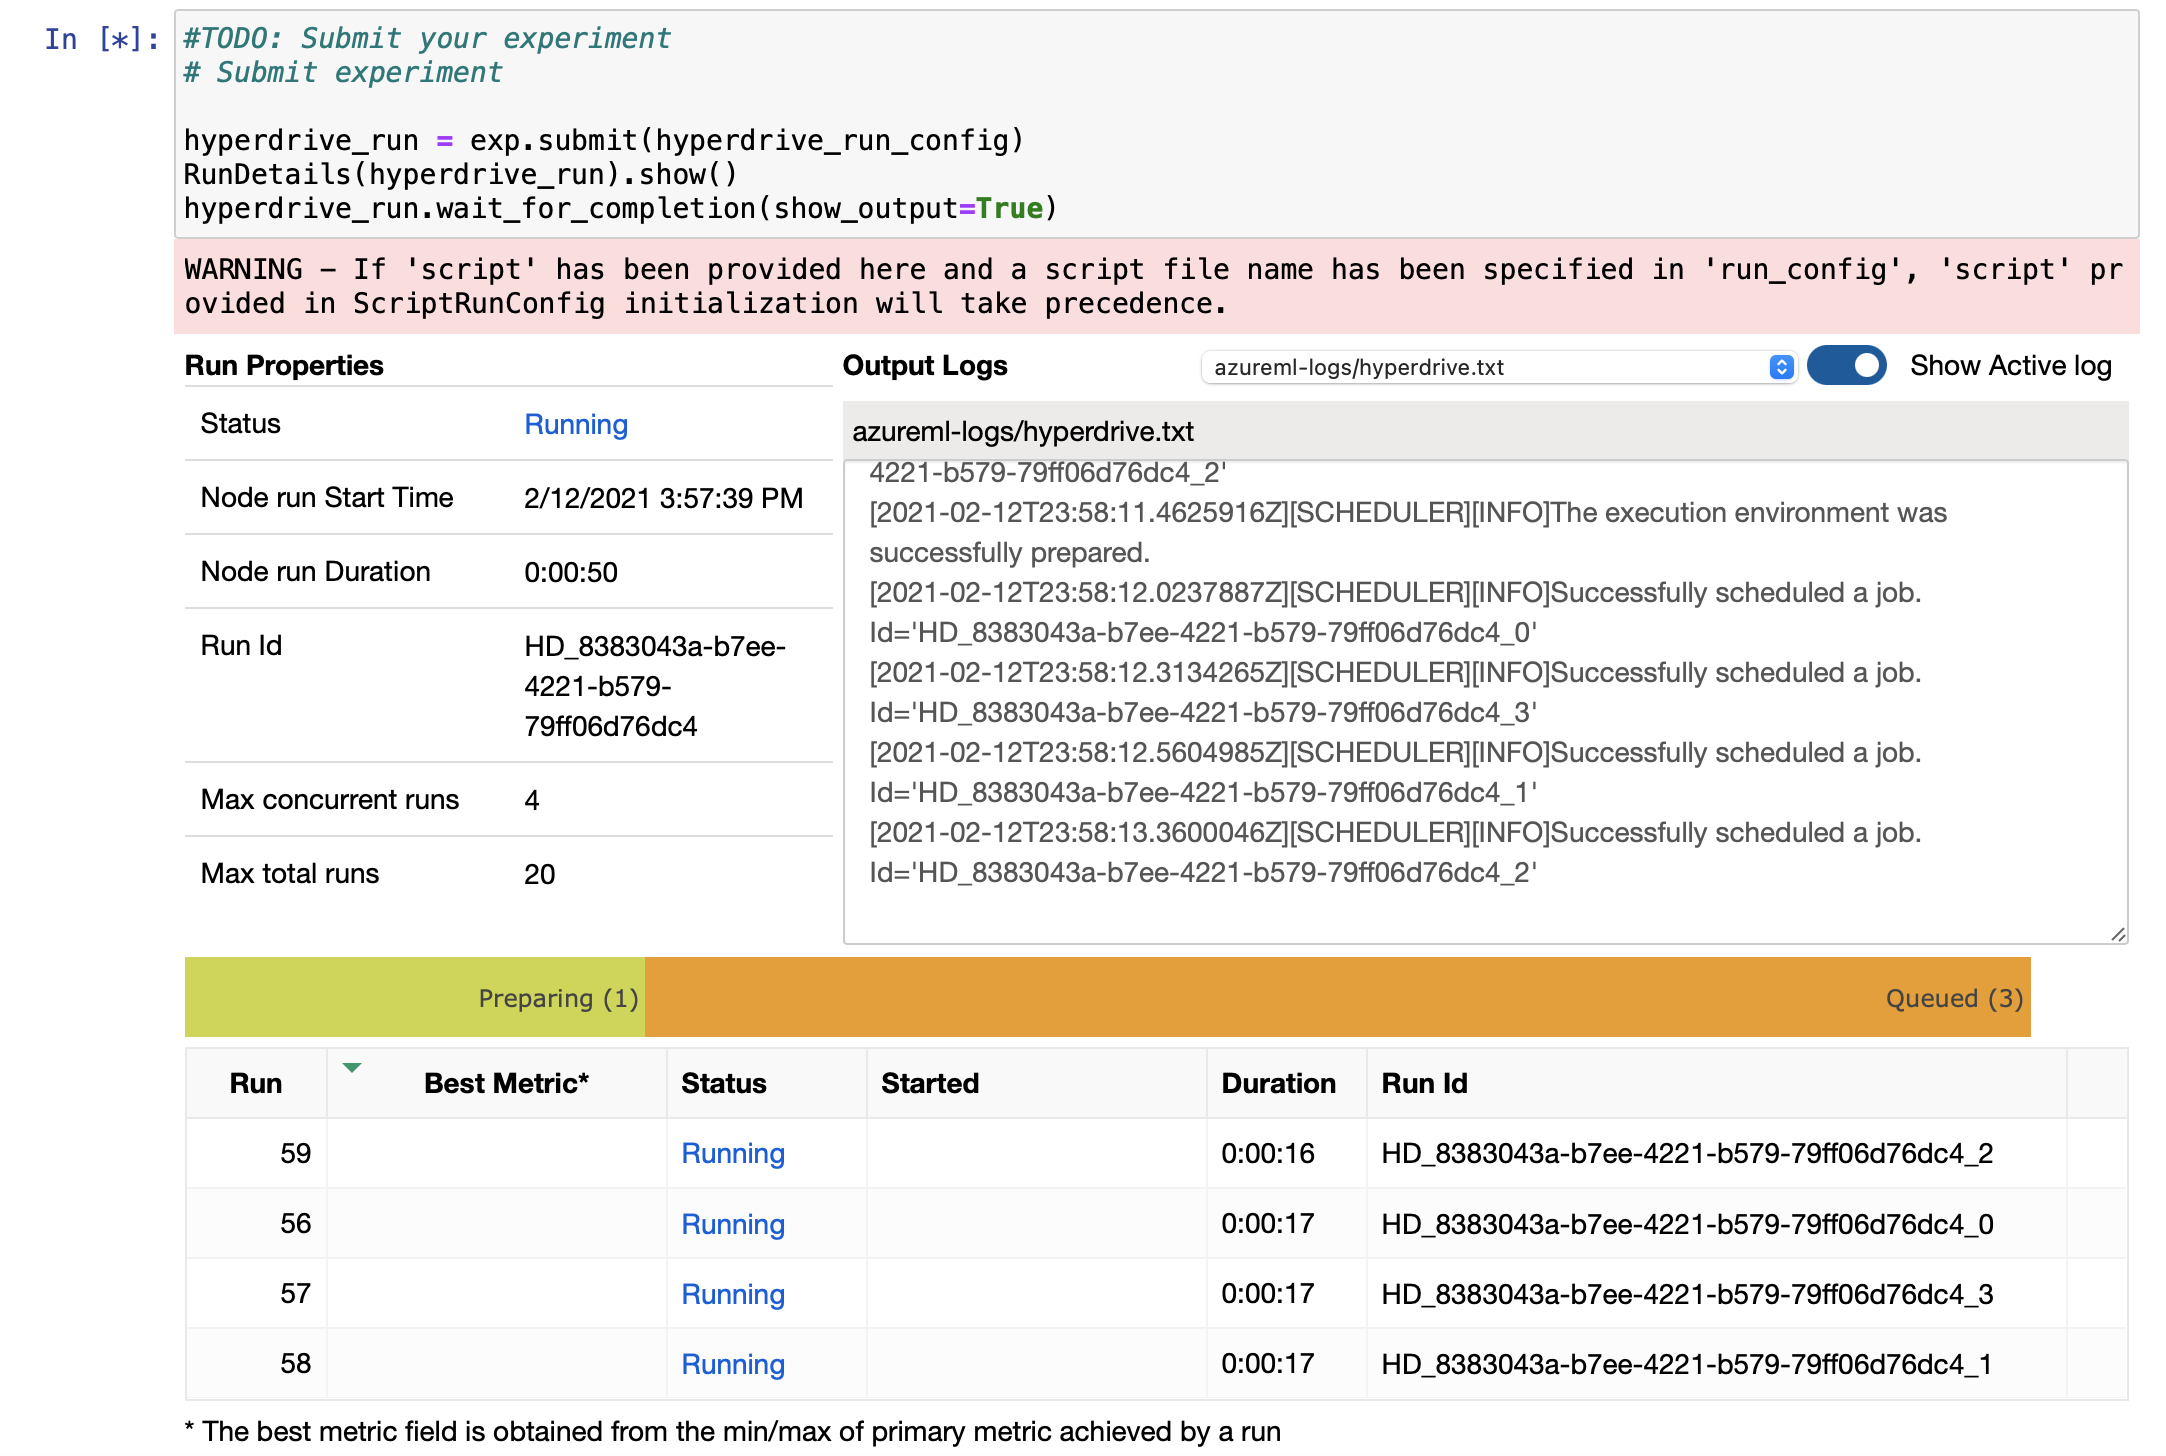 In [*]:
#TODO: Submit your experiment
# Submit experiment
hyperdrive_run = exp.submit(hyperdrive_run_config)
RunDetails(hyperdrive_run).show()
hyperdrive_run.wait_for_completion(show_output=True)
WARNING - If 'script' has been provided here and a script file name has been specified in 'run_config', 'script' pr
ovided in ScriptRunConfig initialization will take precedence.
Run Properties
Status Running
Node run Start Time 2/12/2021 3:57:39 PM
Node run Duration 0:00:50
Run Id HD_8383043a-b7ee-
4221-b579-
79ff06d76dc4
Max concurrent runs 4
Max total runs 20
Output Logs azureml-logs/hyperdrive.txt Show Active log
azureml-logs/hyperdrive.txt
4221-b579-79ff06d76dc4_2'
[2021-02-12T23:58:11.4625916Z][SCHEDULER][INFO]The execution environment was
successfully prepared.
[2021-02-12T23:58:12.0237887Z][SCHEDULER][INFO]Successfully scheduled a job.
Id='HD_8383043a-b7ee-4221-b579-79ff06d76dc4_0'
[2021-02-12T23:58:12.3134265Z][SCHEDULER][INFO]Successfully scheduled a job.
Id='HD_8383043a-b7ee-4221-b579-79ff06d76dc4_3'
[2021-02-12T23:58:12.5604985Z][SCHEDULER][INFO]Successfully scheduled a job.
Id='HD_8383043a-b7ee-4221-b579-79ff06d76dc4_1'
[2021-02-12T23:58:13.3600046Z][SCHEDULER][INFO]Successfully scheduled a job.
Id='HD_8383043a-b7ee-4221-b579-79ff06d76dc4_2'
Preparing (1) Queued (3)
Run Best Metric* Status Started Duration Run Id
59 Running 0:00:16 HD_8383043a-b7ee-4221-b579-79ff06d76dc4_2
56 Running 0:00:17 HD_8383043a-b7ee-4221-b579-79ff06d76dc4_0
57 Running 0:00:17 HD_8383043a-b7ee-4221-b579-79ff06d76dc4_3
58 Running 0:00:17 HD_8383043a-b7ee-4221-b579-79ff06d76dc4_1
* The best metric field is obtained from the min/max of primary metric achieved by a run